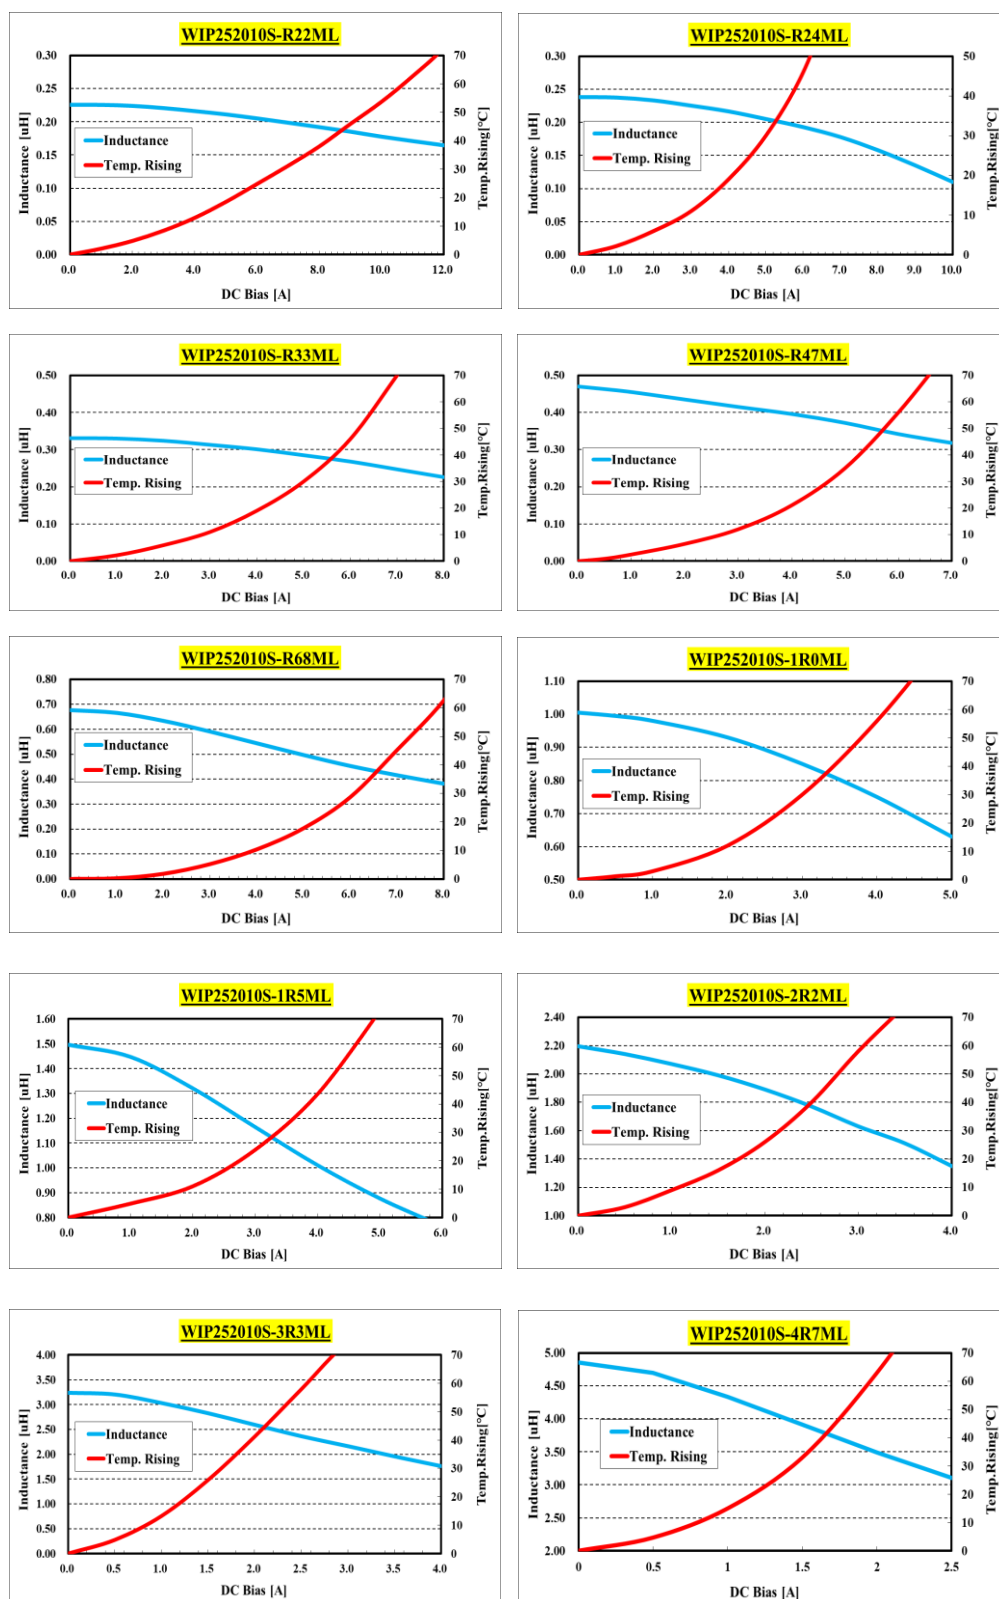 WIP252010S-R22ML
Inductance [uH]
0.30
0.25
0.20
0.15
0.10
0.05
0.00
Inductance
Temp. Rising
70
60
50
40
30
20
10
0
Temp.Rising[°C]
0.0 2.0 4.0 6.0 8.0 10.0 12.0
DC Bias [A]
WIP252010S-R24ML
Inductance [uH]
0.30
0.25
0.20
0.15
0.10
0.05
0.00
Inductance
Temp. Rising
50
40
30
20
10
0
Temp.Rising[°C]
0.0 1.0 2.0 3.0 4.0 5.0 6.0 7.0 8.0 9.0 10.0
DC Bias [A]
WIP252010S-R33ML
Inductance [uH]
0.50
0.40
0.30
0.20
0.10
0.00
Inductance
Temp. Rising
70
60
50
40
30
20
10
0
Temp.Rising[°C]
0.0 1.0 2.0 3.0 4.0 5.0 6.0 7.0 8.0
DC Bias [A]
WIP252010S-R47ML
Inductance [uH]
0.50
0.40
0.30
0.20
0.10
0.00
Inductance
Temp. Rising
70
60
50
40
30
20
10
0
Temp.Rising[°C]
0.0 1.0 2.0 3.0 4.0 5.0 6.0 7.0
DC Bias [A]
WIP252010S-R68ML
Inductance [uH]
0.80
0.70
0.60
0.50
0.40
0.30
0.20
0.10
0.00
Inductance
Temp. Rising
70
60
50
40
30
20
10
0
Temp.Rising[°C]
0.0 1.0 2.0 3.0 4.0 5.0 6.0 7.0 8.0
DC Bias [A]
WIP252010S-1R0ML
Inductance [uH]
1.10
1.00
0.90
0.80
0.70
0.60
0.50
Inductance
Temp. Rising
70
60
50
40
30
20
10
0
Temp.Rising[°C]
0.0 1.0 2.0 3.0 4.0 5.0
DC Bias [A]
WIP252010S-1R5ML
Inductance [uH]
1.60
1.50
1.40
1.30
1.20
1.10
1.00
0.90
0.80
Inductance
Temp. Rising
70
60
50
40
30
20
10
0
Temp.Rising[°C]
0.0 1.0 2.0 3.0 4.0 5.0 6.0
DC Bias [A]
WIP252010S-2R2ML
Inductance [uH]
2.40
2.20
2.00
1.80
1.60
1.40
1.20
1.00
Inductance
Temp. Rising
70
60
50
40
30
20
10
0
Temp.Rising[°C]
0.0 1.0 2.0 3.0 4.0
DC Bias [A]
WIP252010S-3R3ML
Inductance [uH]
4.00
3.50
3.00
2.50
2.00
1.50
1.00
0.50
0.00
Inductance
Temp. Rising
70
60
50
40
30
20
10
0
Temp.Rising[°C]
0.0 0.5 1.0 1.5 2.0 2.5 3.0 3.5 4.0
DC Bias [A]
WIP252010S-4R7ML
Inductance [uH]
5.00
4.50
4.00
3.50
3.00
2.50
2.00
Inductance
Temp. Rising
70
60
50
40
30
20
10
0
Temp.Rising[°C]
0 0.5 1 1.5 2 2.5
DC Bias [A]